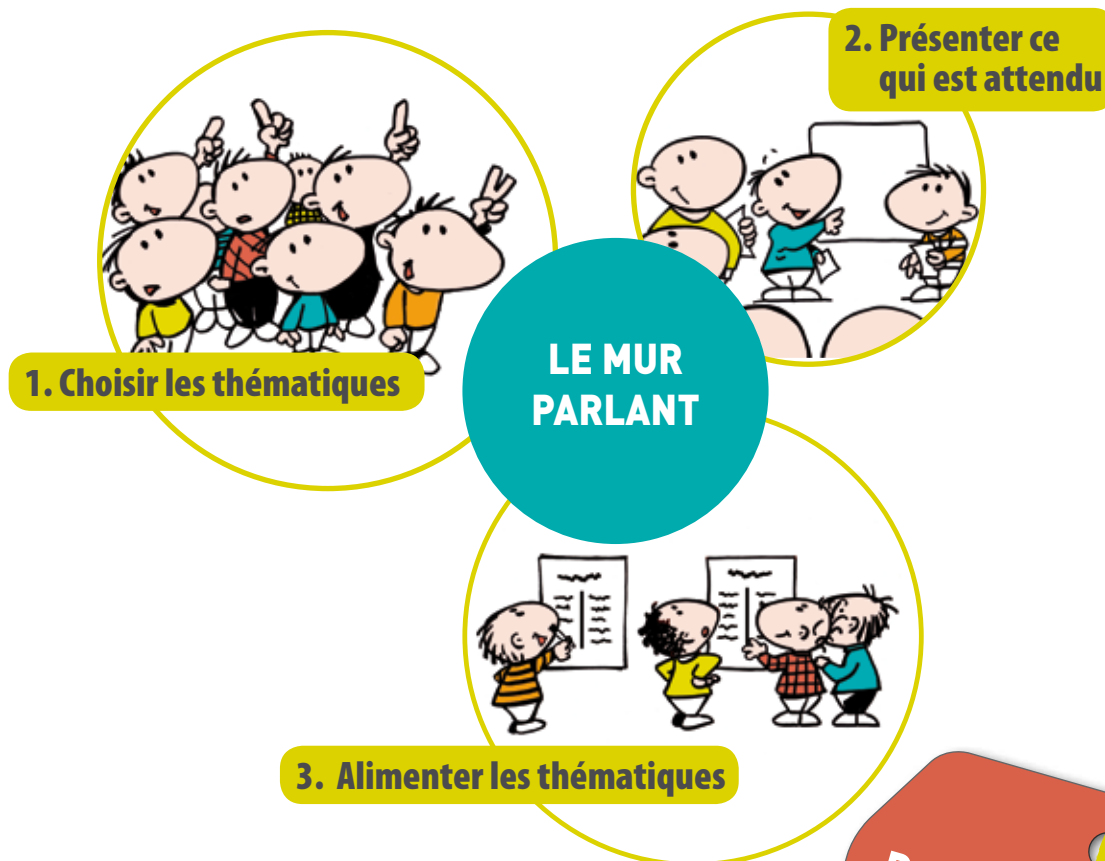 2. Présenter ce
qui est attendu
1. Choisir les thématiques
LE MUR
PARLANT
3. Alimenter les thématiques